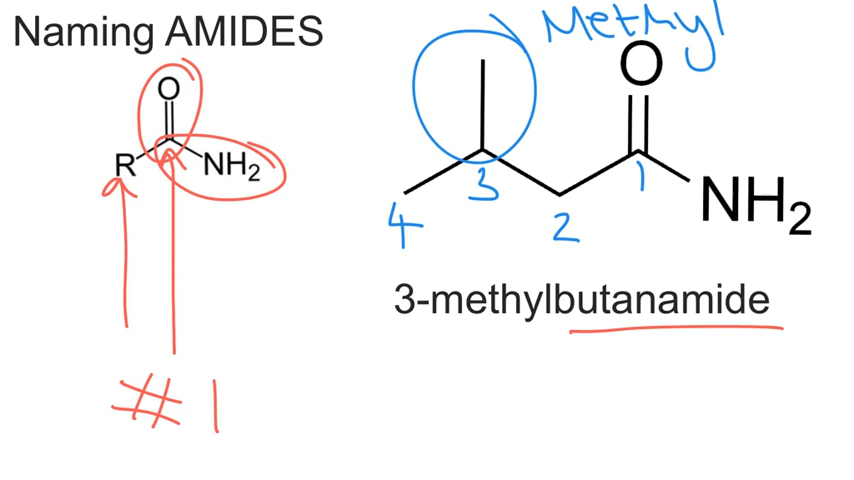 Naming AMIDES
Methyl
O
R
NH2
O
1
2
3
4
NH2
3-methylbutanamide
# 1